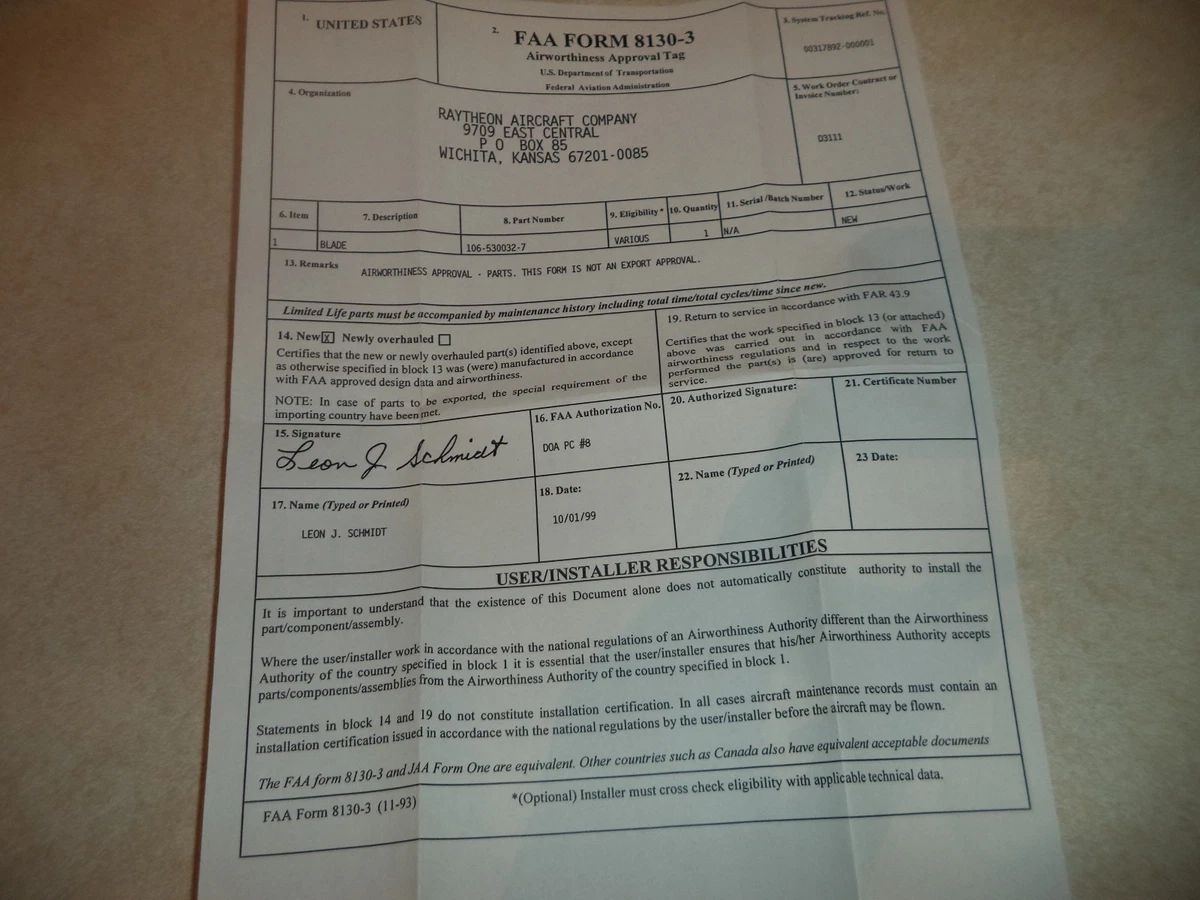 1. UNITED STATES
2. FAA FORM 8130-3
Airworthiness Approval Tag
U.S. Department of Transportation
Federal Aviation Administration
3. System Tracking Ref. No.
0031789Z-000001
4. Organization
RAYTHEON AIRCRAFT COMPANY
9709 EAST CENTRAL
P O BOX 85
WICHITA, KANSAS 67201-0085
5. Work Order Contract or
Invoice Number:
03111
6. Item
7. Description
8. Part Number
9. Eligibility *
10. Quantity
11. Serial /Batch Number
12. Status/Work
1
BLADE
106-530032-7
VARIOUS
1
N/A
NEW
13. Remarks
AIRWORTHINESS APPROVAL - PARTS. THIS FORM IS NOT AN EXPORT APPROVAL.
Limited Life parts must be accompanied by maintenance history including total time/total cycles/time since new.
14. New X Newly overhauled
Certifies that the new or newly overhauled part(s) identified above, except
as otherwise specified in block 13 was (were) manufactured in accordance
with FAA approved design data and airworthiness.
NOTE: In case of parts to be exported, the special requirement of the
importing country have been met.
19. Return to service in accordance with FAR 43.9
Certifies that the work specified in block 13 (or attached)
above was carried out in accordance with FAA
airworthiness regulations and in respect to the work
performed the part(s) is (are) approved for return to
service.
15. Signature
Leon J. Schmidt
16. FAA Authorization No.
DOA PC #8
20. Authorized Signature:
21. Certificate Number
17. Name (Typed or Printed)
LEON J. SCHMIDT
18. Date:
10/01/99
22. Name (Typed or Printed)
23 Date:
USER/INSTALLER RESPONSIBILITIES
It is important to understand that the existence of this Document alone does not automatically constitute authority to install the
part/component/assembly.
Where the user/installer work in accordance with the national regulations of an Airworthiness Authority different than the Airworthiness
Authority of the country specified in block 1 it is essential that the user/installer ensures that his/her Airworthiness Authority accepts
parts/components/assemblies from the Airworthiness Authority of the country specified in block 1.
Statements in block 14 and 19 do not constitute installation certification. In all cases aircraft maintenance records must contain an
installation certification issued in accordance with the national regulations by the user/installer before the aircraft may be flown.
The FAA form 8130-3 and JAA Form One are equivalent. Other countries such as Canada also have equivalent acceptable documents
FAA Form 8130-3 (11-93)
*(Optional) Installer must cross check eligibility with applicable technical data.